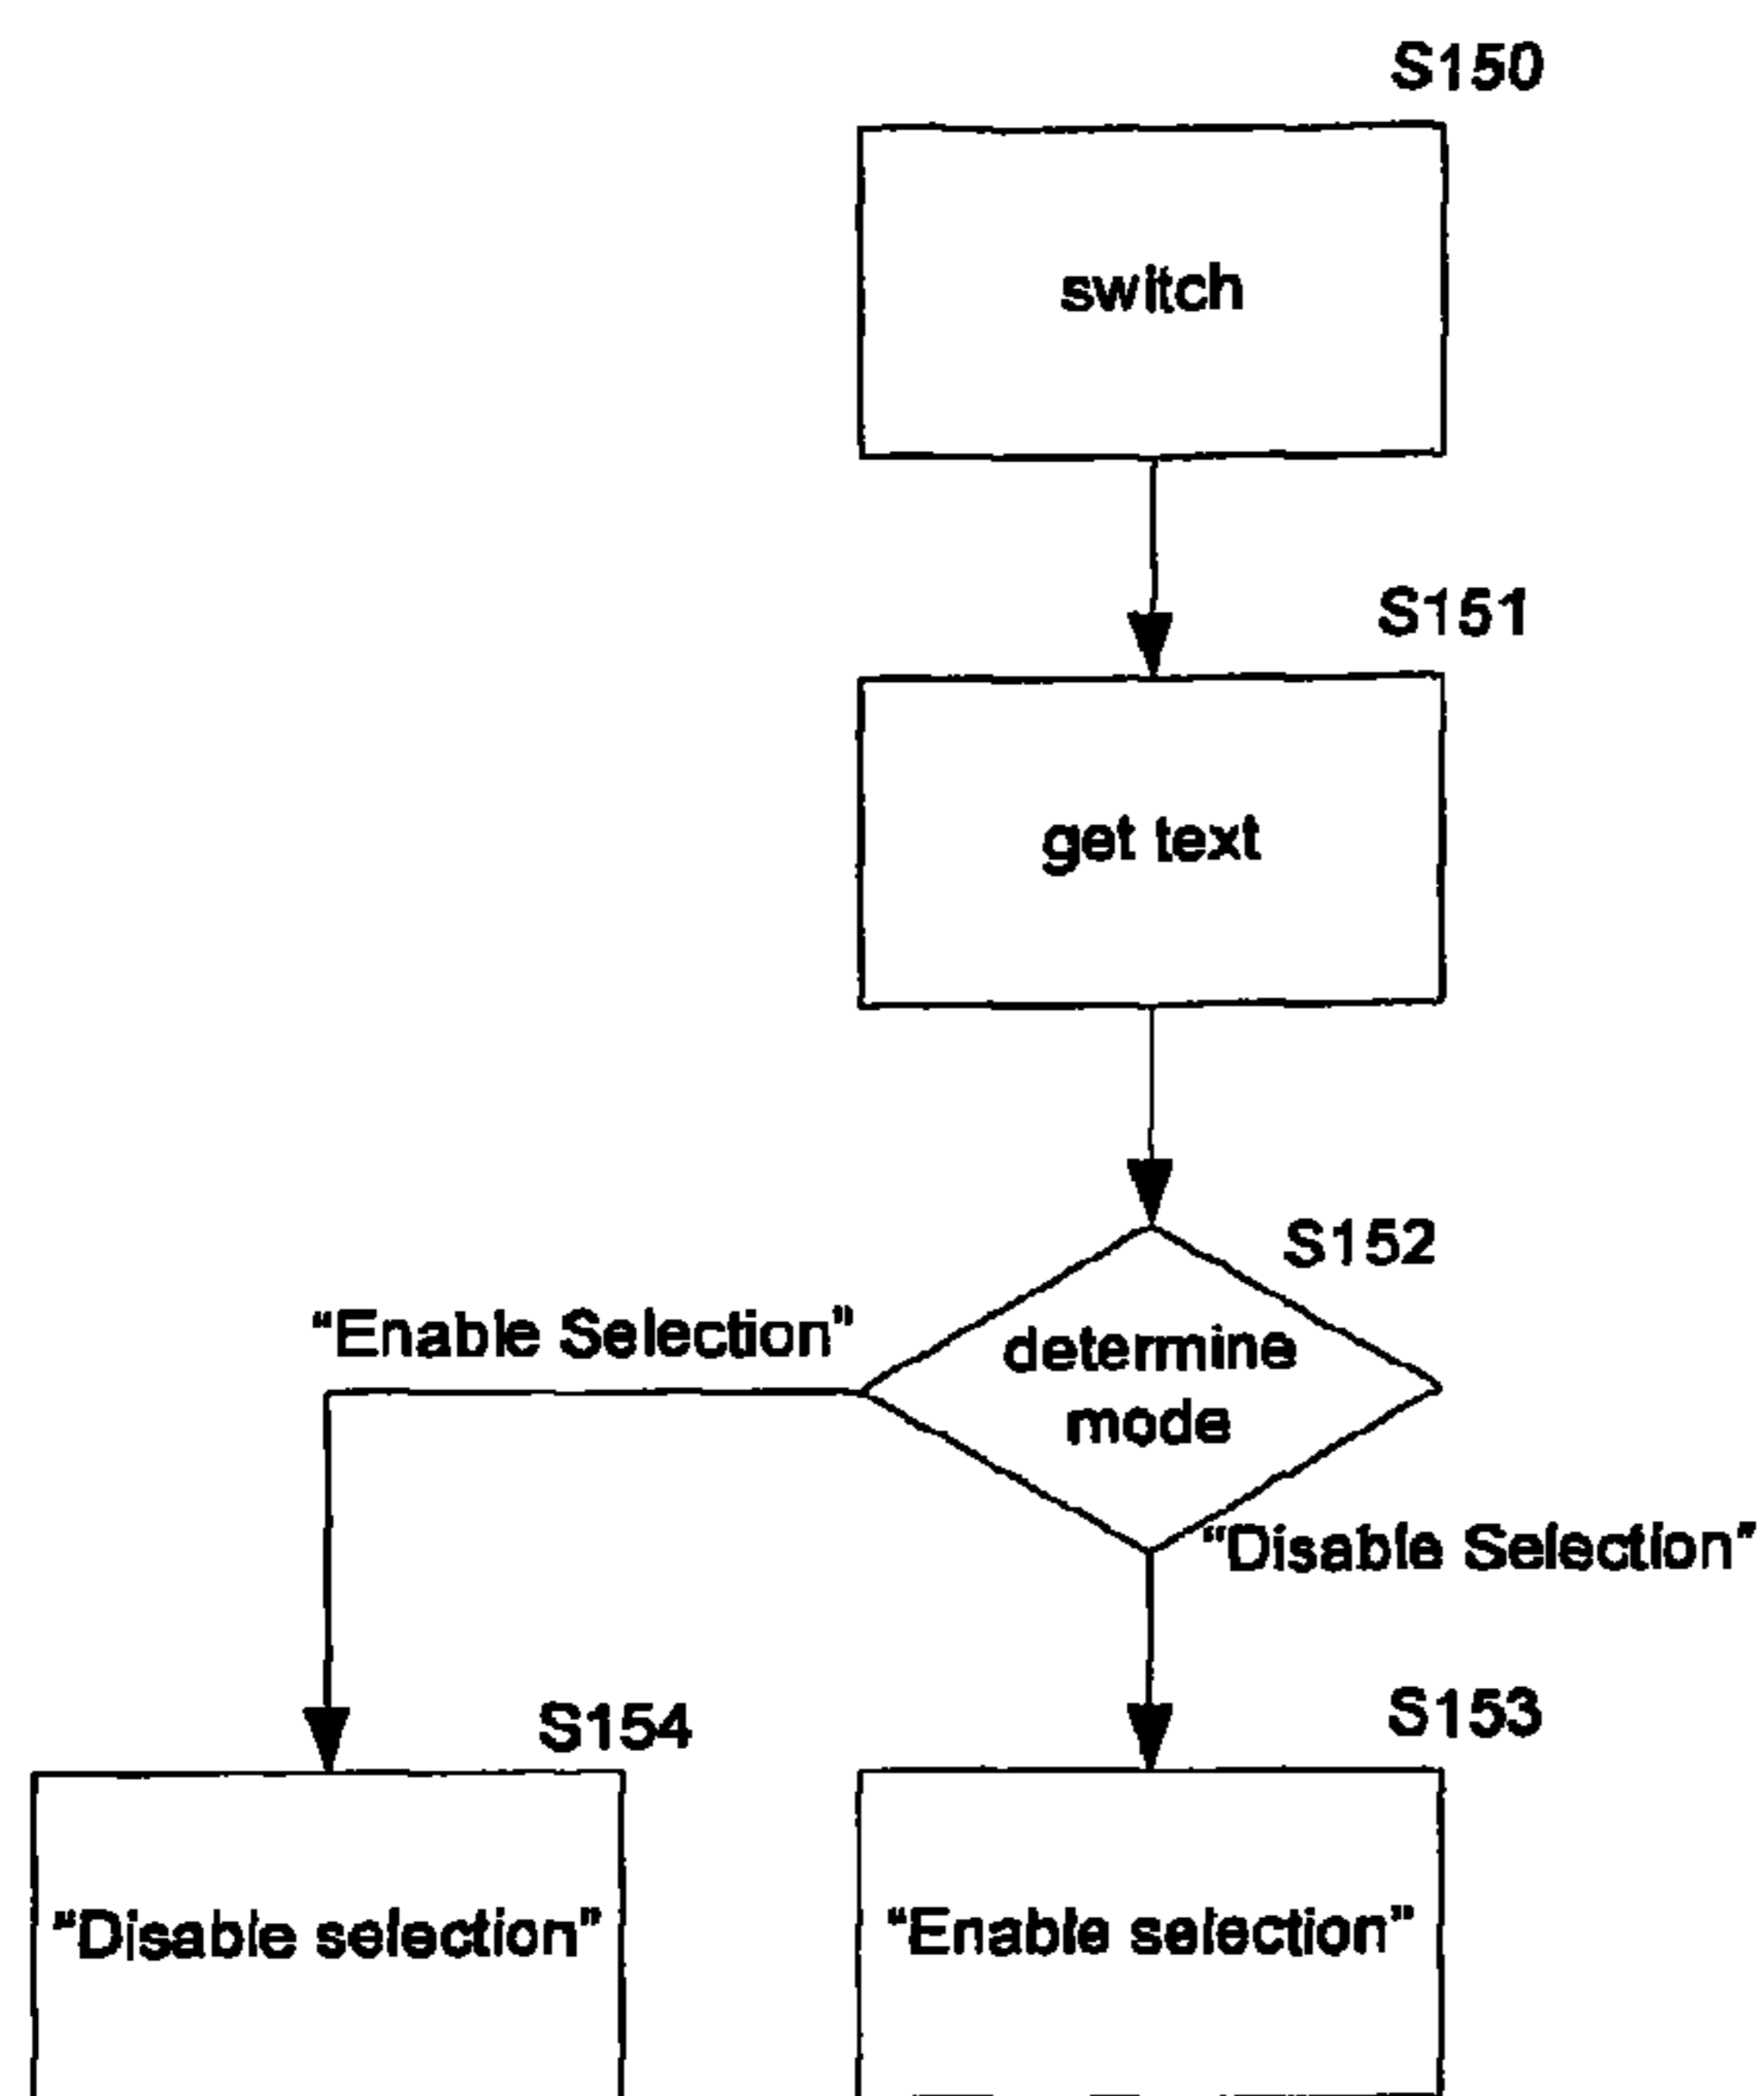 S150
switch
S151
get text
S152
“Enable Selection”
determine
mode
“Disable Selection”
S154
S153
“Disable selection”
“Enable selection”